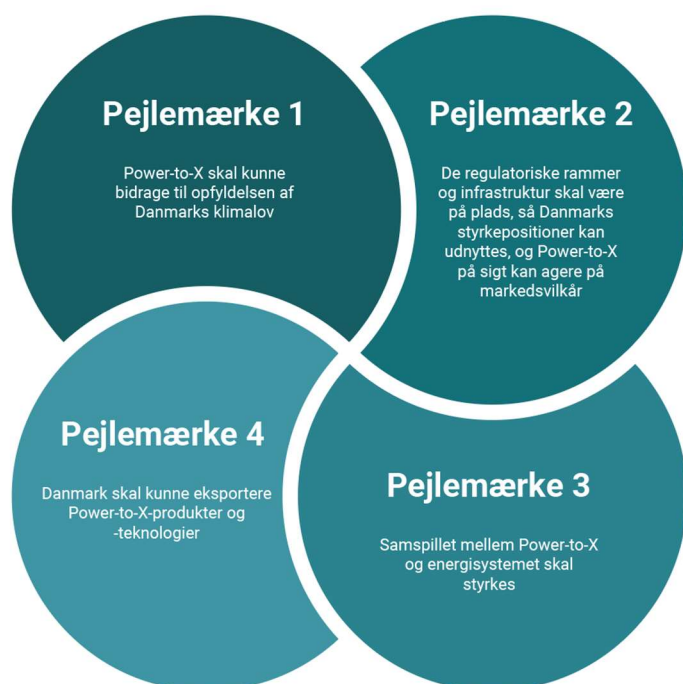 Pejlemærke 1
Power-to-X skal kunne
bidrage til opfyldelsen af
Danmarks klimalov
Pejlemærke 2
De regulatoriske rammer
og infrastruktur skal være
på plads, så Danmarks
styrkepositioner kan
udnyttes, og Power-to-X
på sigt kan agere på
markedsvilkår
Pejlemærke 3
Samspillet mellem Power-to-X
og energisystemet skal
styrkes
Pejlemærke 4
Danmark skal kunne eksportere
Power-to-X-produkter og
-teknologier